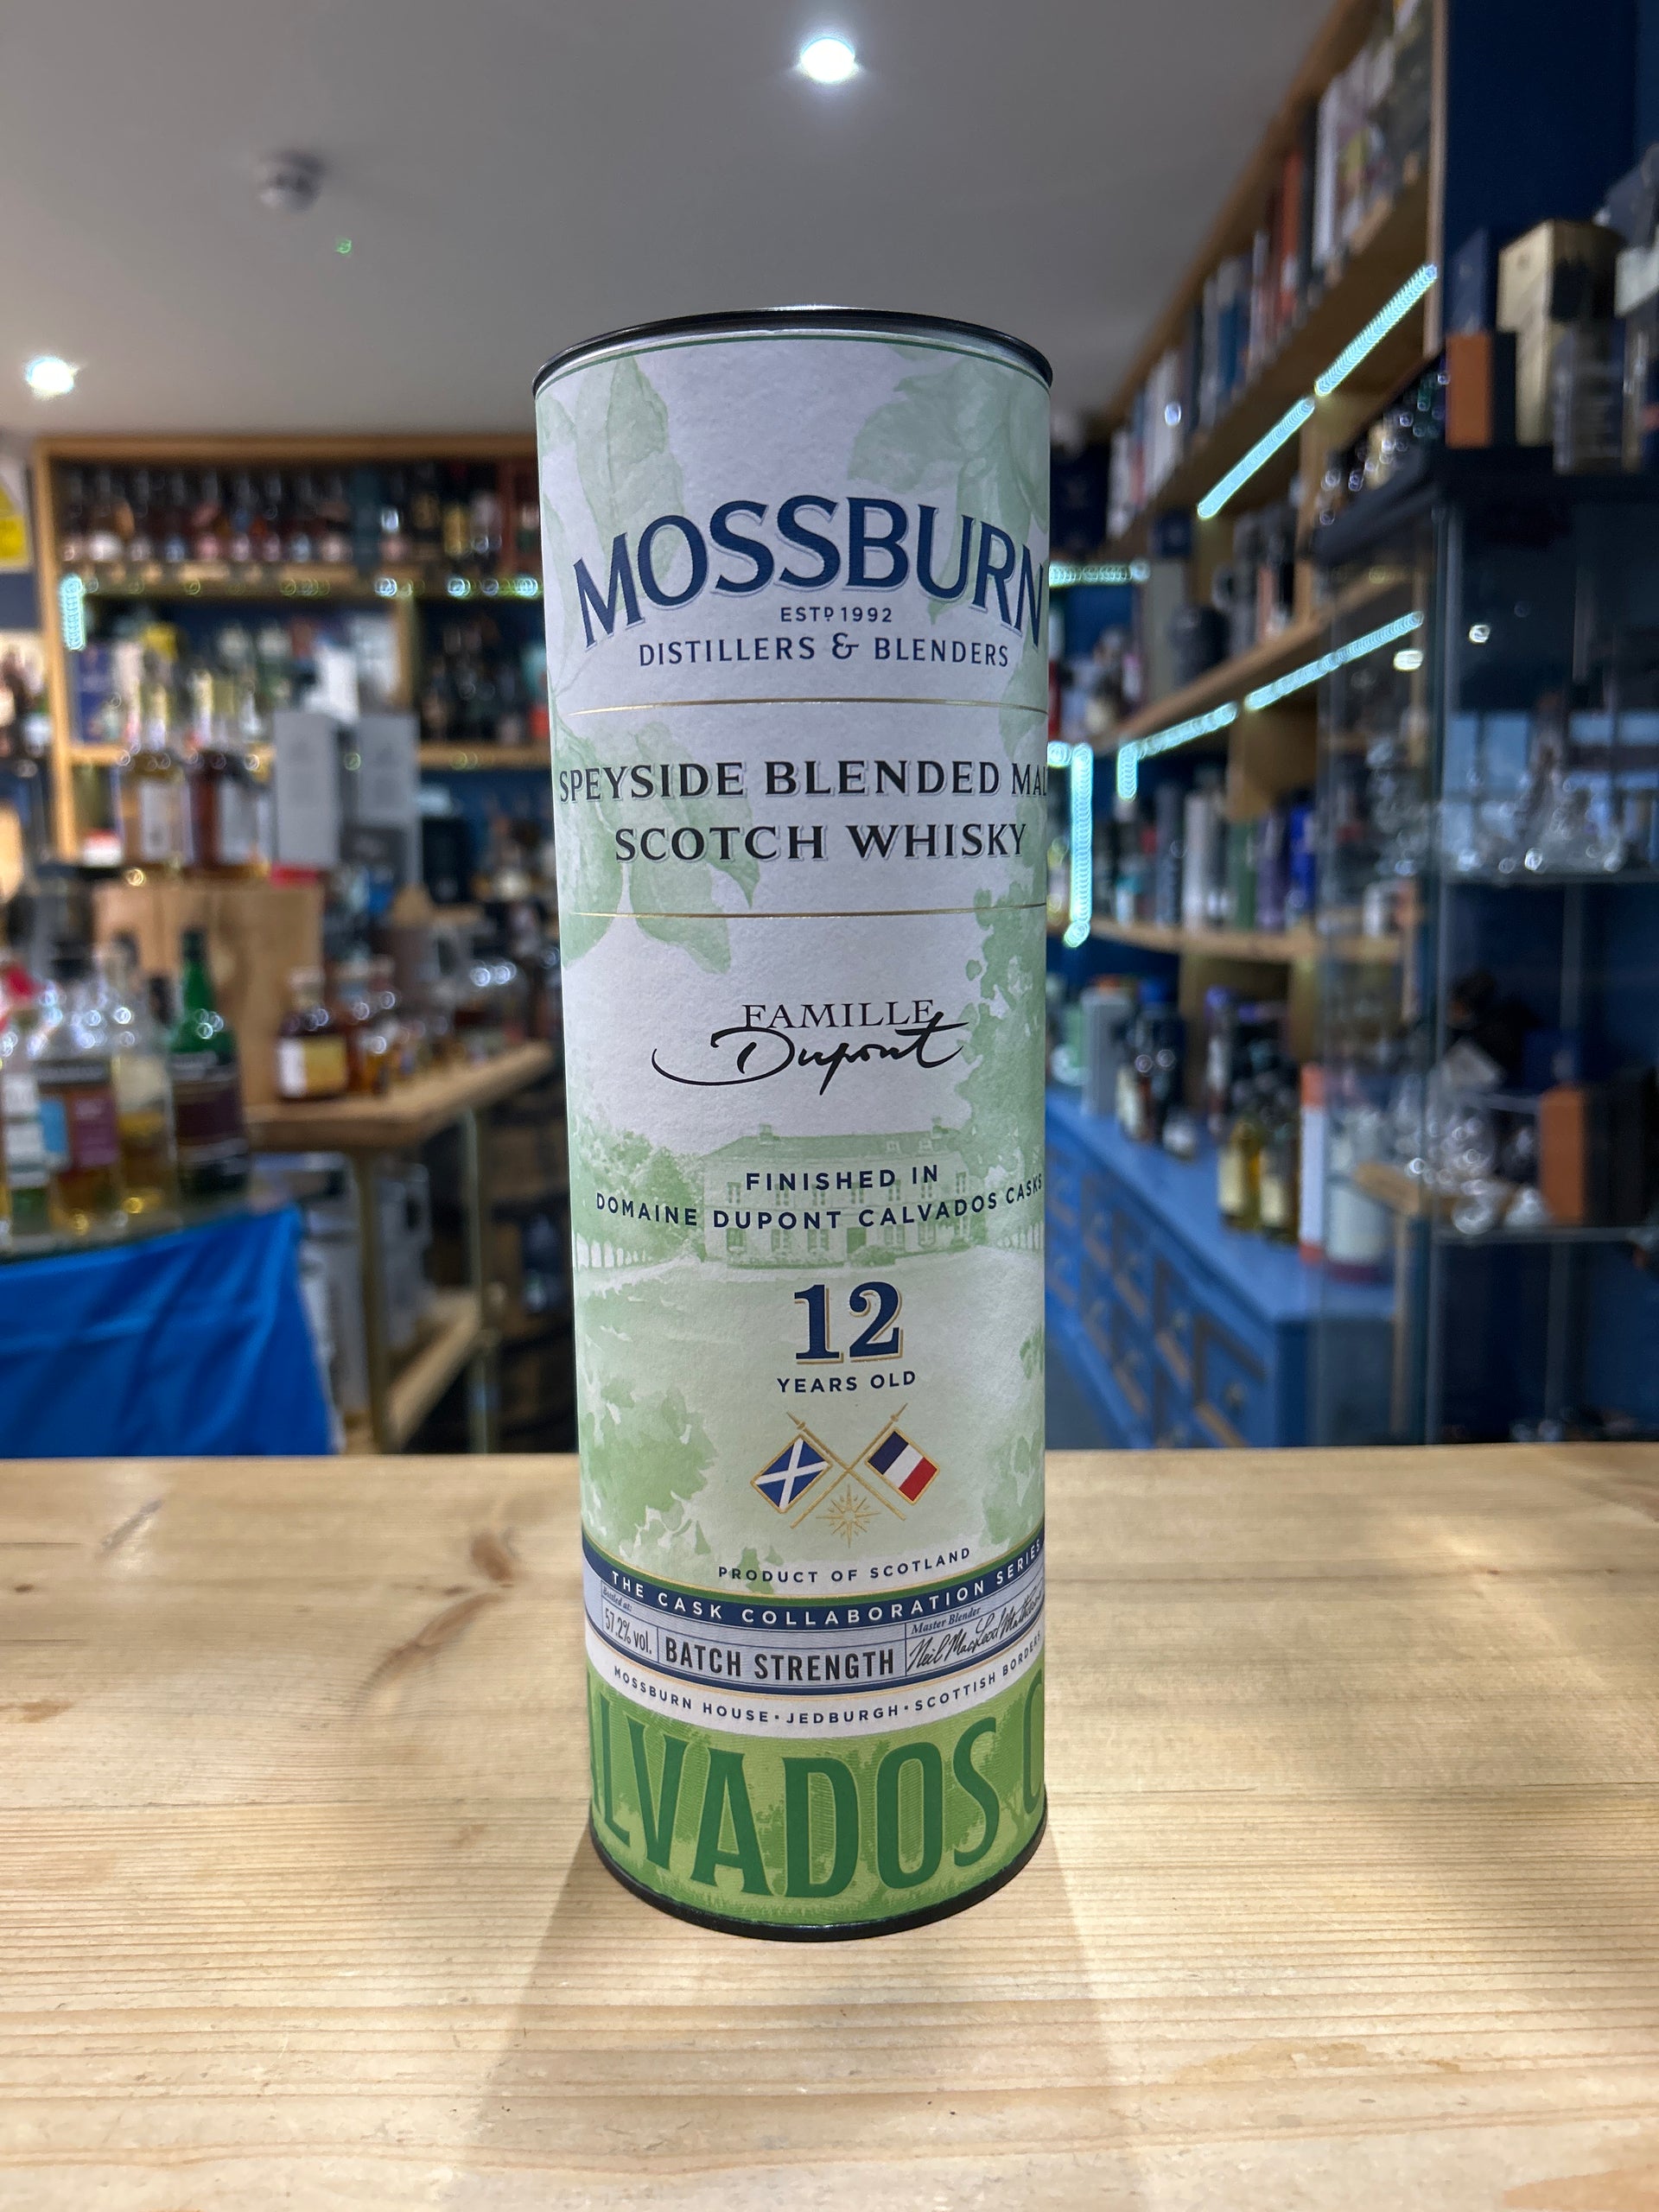 MOSSBURN
ESTD 1992
DISTILLERS & BLENDERS
SPEYSIDE BLENDED MAL
SCOTCH WHISKY
FAMILLE
Dupont
FINISHED IN
DOMAINE DUPONT CALVADOS CASKS
12
YEARS OLD
PRODUCT OF SCOTLAND
THE CASK COLLABORATION SERIES
Bottled at:
57.2% vol.
BATCH STRENGTH
Master Blender
Neil MacLeod
MOSSBURN HOUSE · JEDBURGH · SCOTTISH BORDERS
LVADOS C